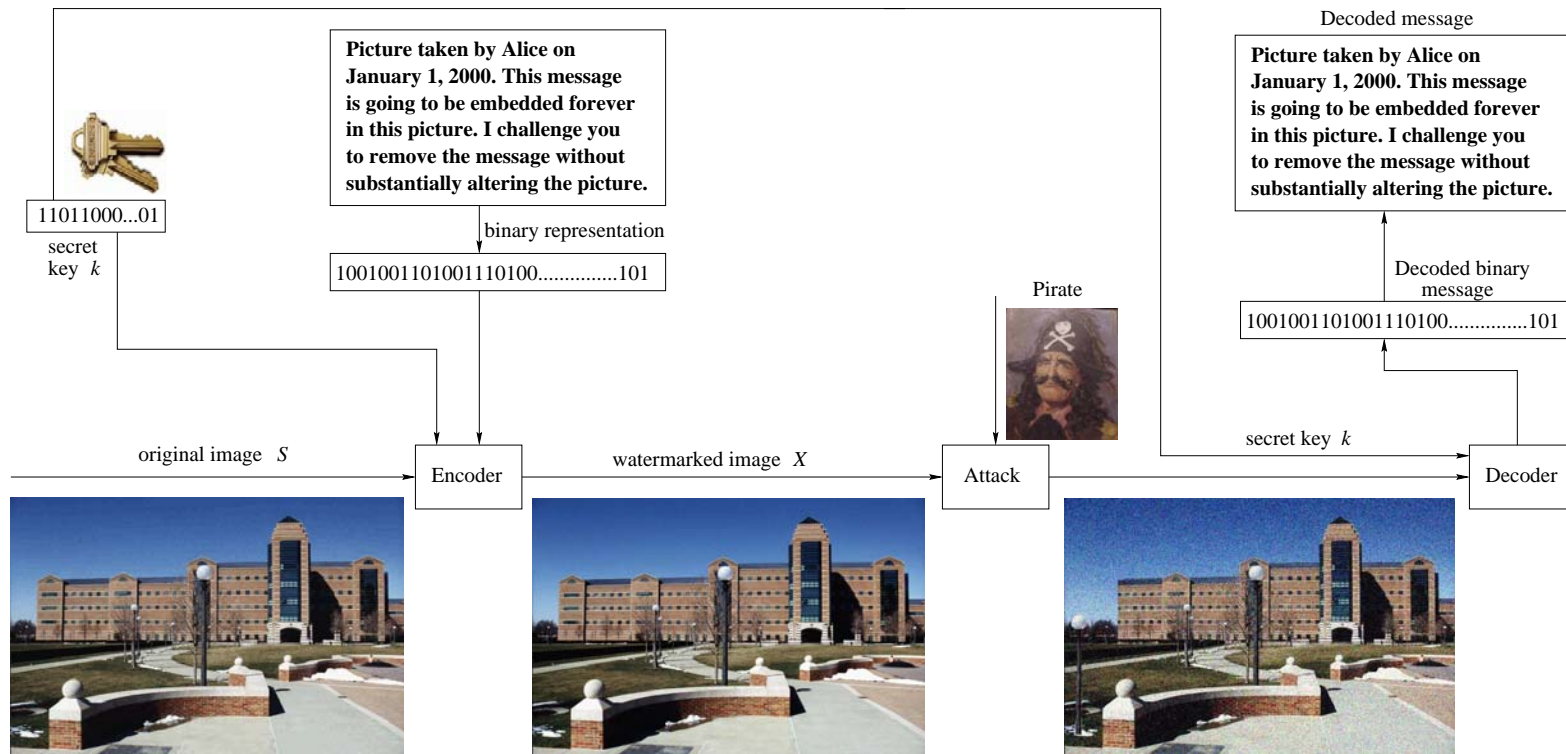 Decoded message
Picture taken by Alice on
January 1, 2000. This message
is going to be embedded forever
in this picture. I challenge you
to remove the message without
substantially altering the picture.
Picture taken by Alice on
January 1, 2000. This message
is going to be embedded forever
in this picture. I challenge you
to remove the message without
substantially altering the picture.
11011000...01
secret
key k
binary representation
1001001101001110100...............101
Pirate
Decoded binary
message
1001001101001110100...............101
original image S
Encoder
watermarked image X
Attack
secret key k
Decoder